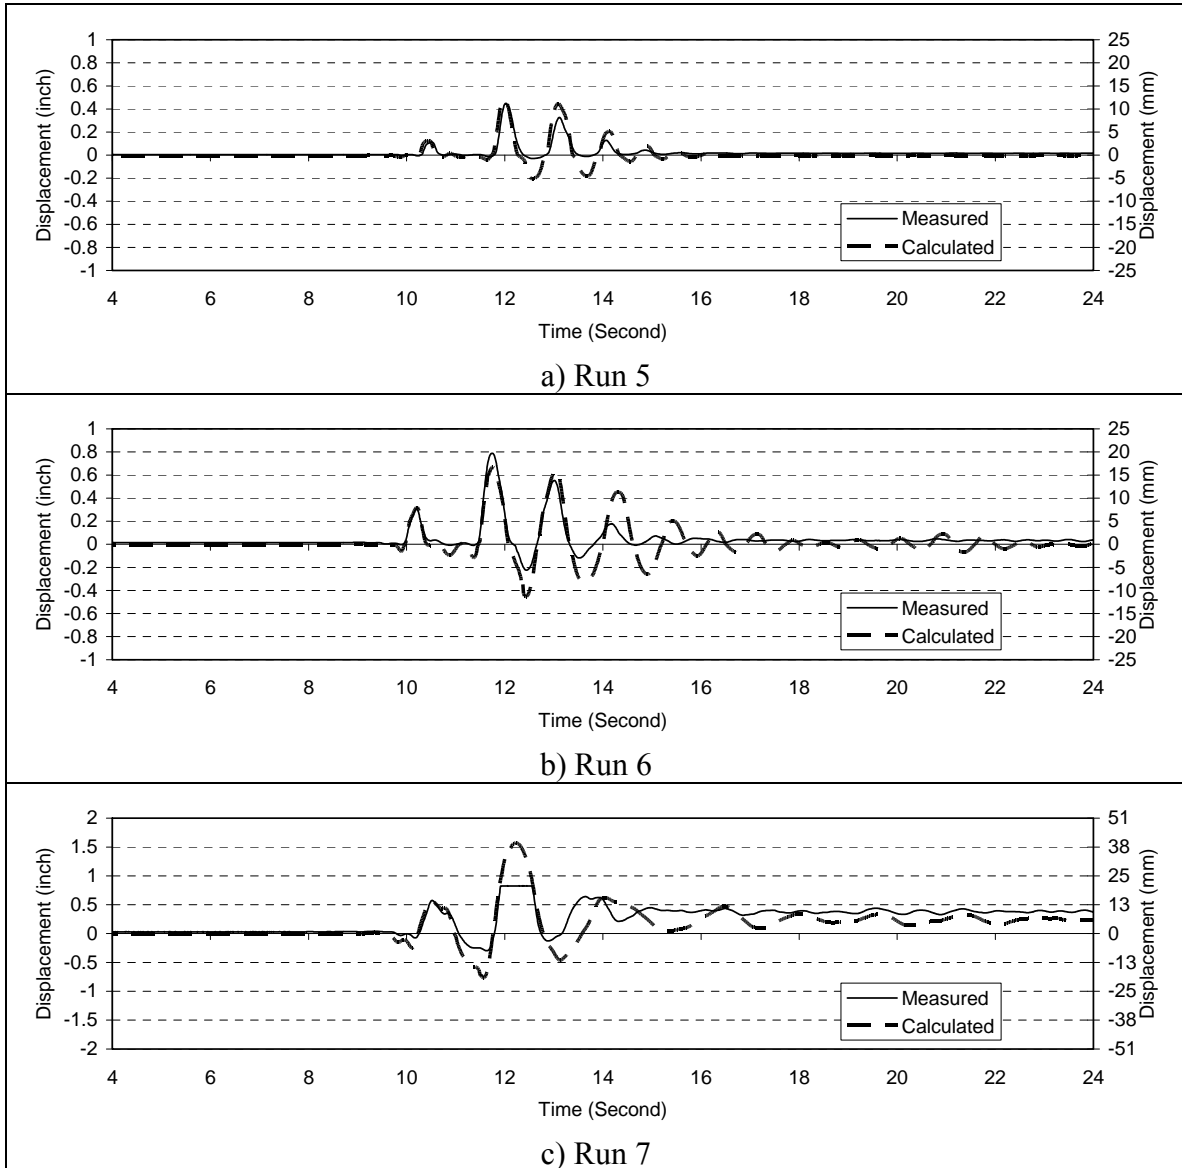 Displacement (inch)
1
0.8
0.6
0.4
0.2
0
-0.2
-0.4
-0.6
-0.8
-1
25
20
15
10
5
0
-5
-10
-15
-20
-25
Displacement (mm)
Measured
Calculated
4 6 8 10 12 14 16 18 20 22 24
Time (Second)
a) Run 5
Displacement (inch)
1
0.8
0.6
0.4
0.2
0
-0.2
-0.4
-0.6
-0.8
-1
25
20
15
10
5
0
-5
-10
-15
-20
-25
Displacement (mm)
Measured
Calculated
4 6 8 10 12 14 16 18 20 22 24
Time (Second)
b) Run 6
Displacement (inch)
2
1.5
1
0.5
0
-0.5
-1
-1.5
-2
51
38
25
13
0
-13
-25
-38
-51
Displacement (mm)
Measured
Calculated
4 6 8 10 12 14 16 18 20 22 24
Time (Second)
c) Run 7